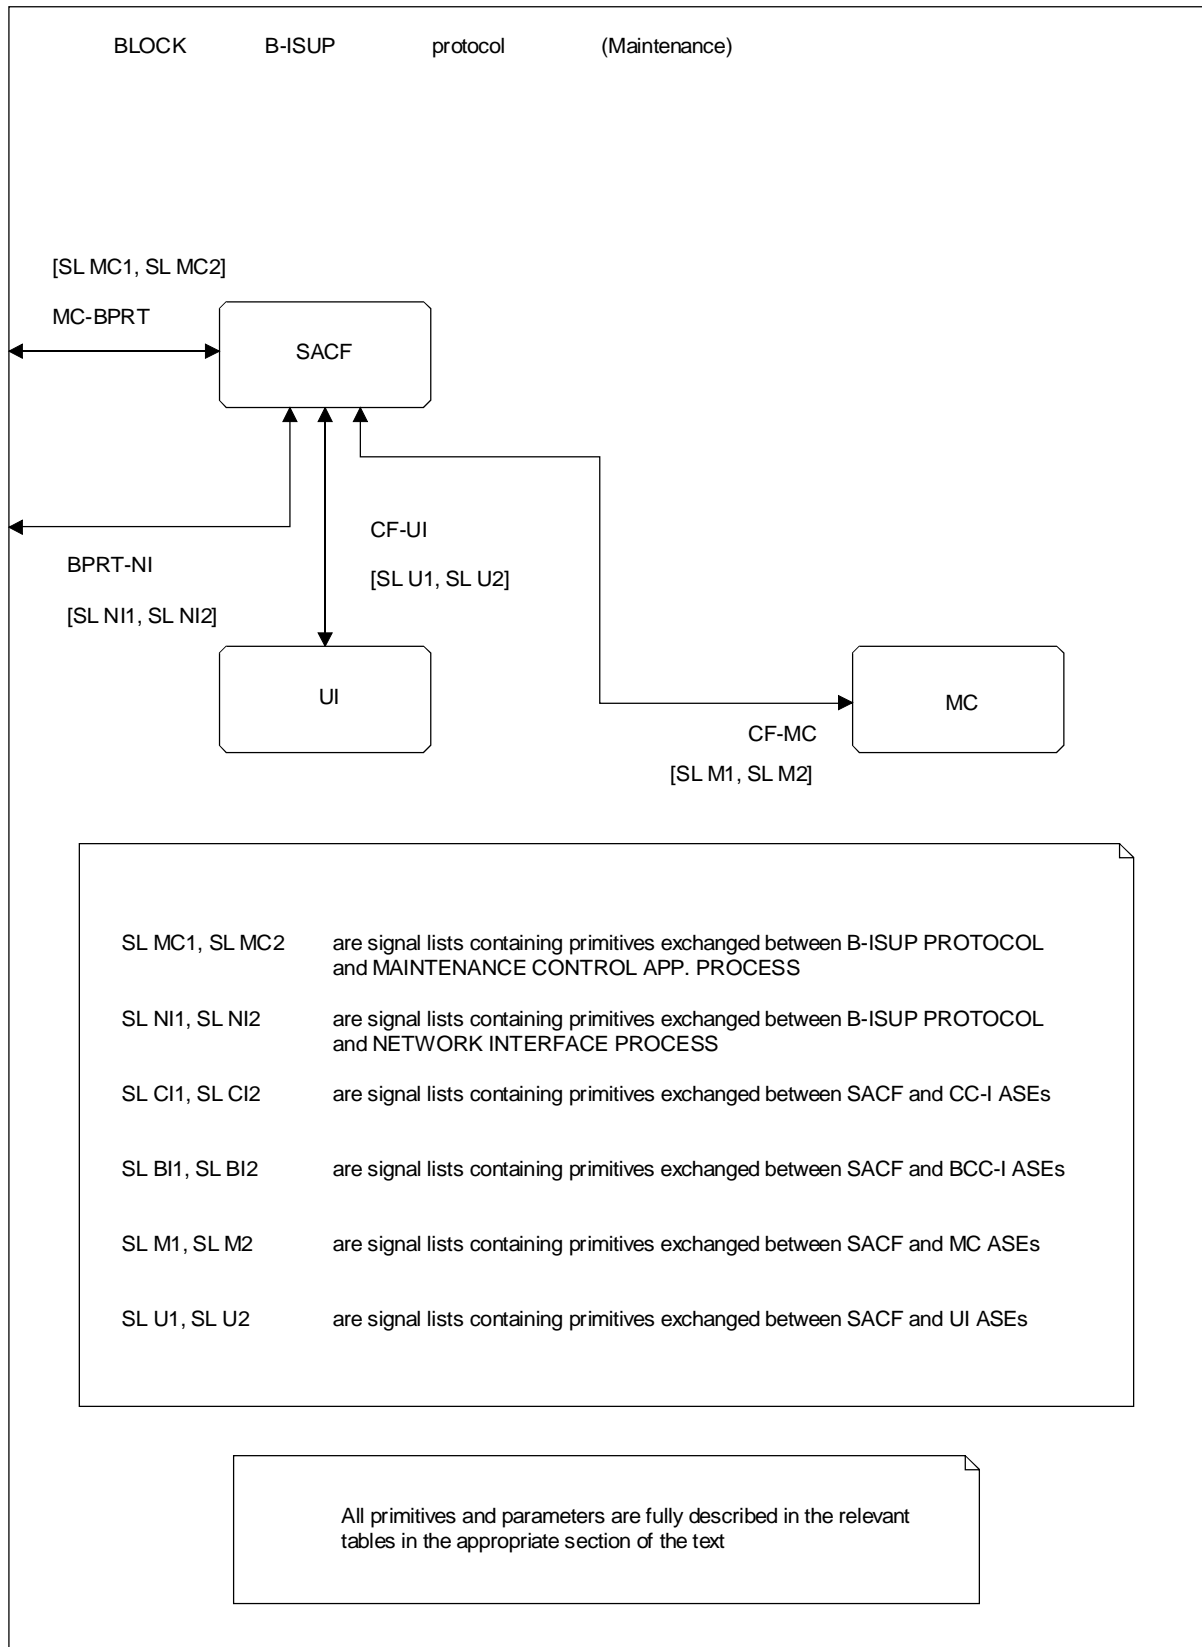 BLOCK B-ISUP protocol (Maintenance)
[SL MC1, SL MC2]
MC-BPRT
SACF
CF-UI
BPRT-NI
[SL U1, SL U2]
[SL NI1, SL NI2]
UI
MC
CF-MC
[SL M1, SL M2]
SL MC1, SL MC2 are signal lists containing primitives exchanged between B-ISUP PROTOCOL
and MAINTENANCE CONTROL APP. PROCESS
SL NI1, SL NI2 are signal lists containing primitives exchanged between B-ISUP PROTOCOL
and NETWORK INTERFACE PROCESS
SL CI1, SL CI2 are signal lists containing primitives exchanged between SACF and CC-I ASEs
SL BI1, SL BI2 are signal lists containing primitives exchanged between SACF and BCC-I ASEs
SL M1, SL M2 are signal lists containing primitives exchanged between SACF and MC ASEs
SL U1, SL U2 are signal lists containing primitives exchanged between SACF and UI ASEs
All primitives and parameters are fully described in the relevant
tables in the appropriate section of the text